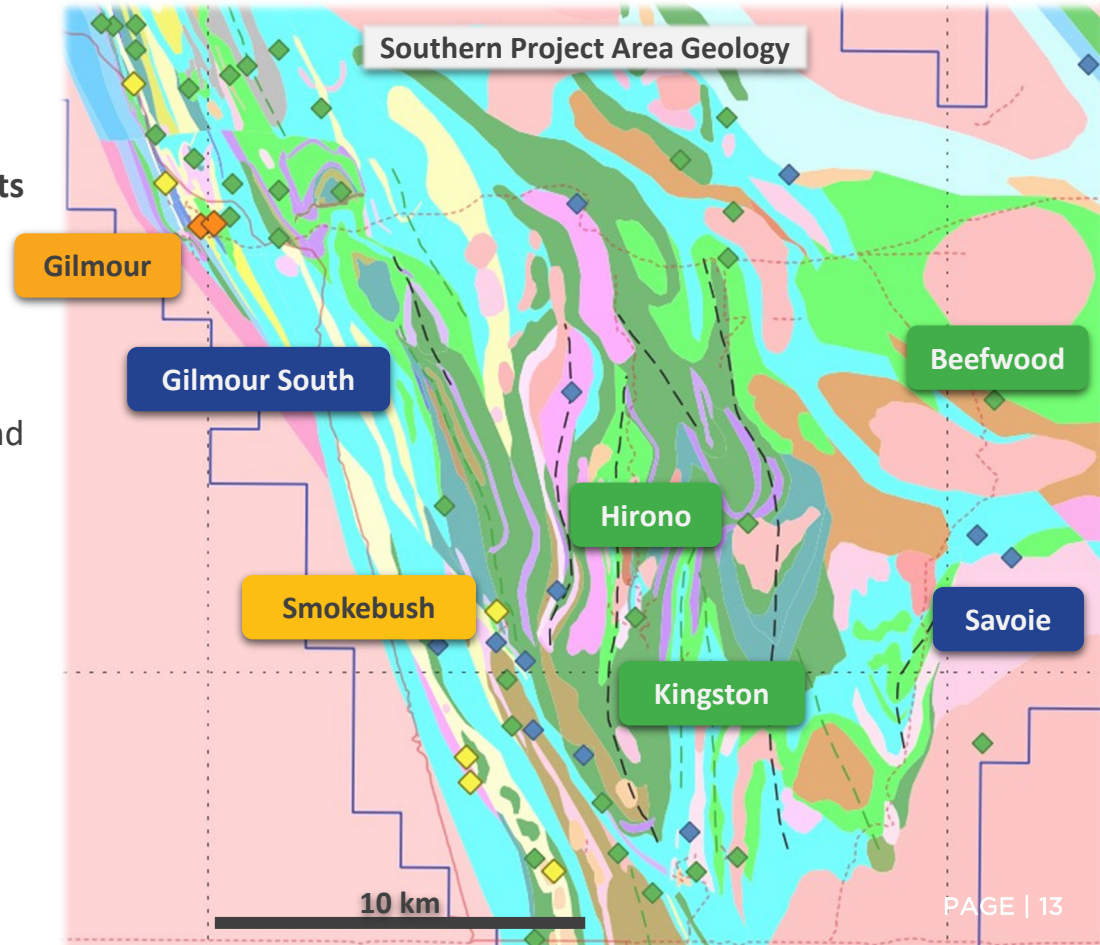 Southern Project Area Geology
ts
Gilmour
Gilmour South
Beefwood
nd
Hirono
Smokebush
Savoie
Kingston
10 km
PAGE | 13